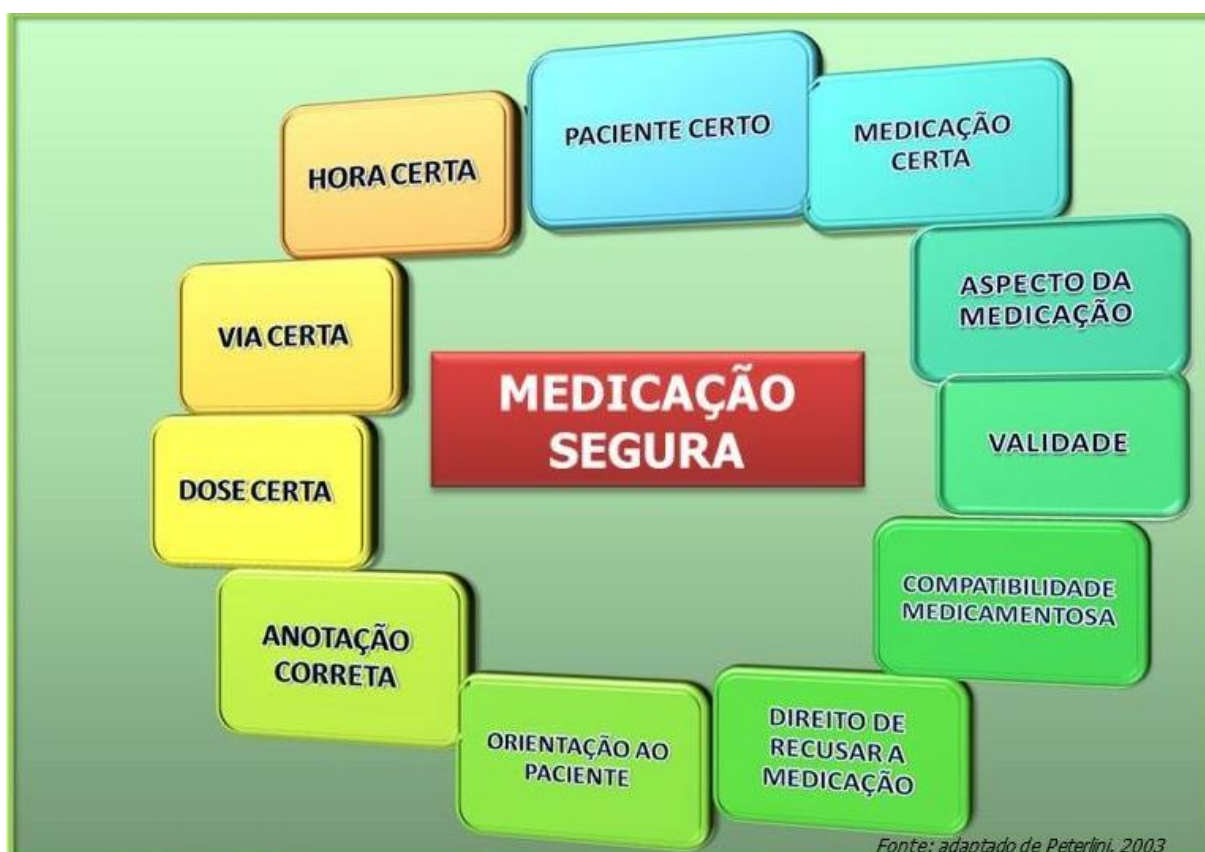 PACIENTE CERTO
MEDICAÇÃO
CERTA
ASPECTO DA
MEDICAÇÃO
VALIDADE
COMPATIBILIDADE
MEDICAMENTOSA
DIREITO DE
RECUSAR A
MEDICAÇÃO
ORIENTAÇÃO AO
PACIENTE
ANOTAÇÃO
CORRETA
DOSE CERTA
VIA CERTA
HORA CERTA
MEDICAÇÃO
SEGURA
Fonte: adaptado de Peterlini, 2003